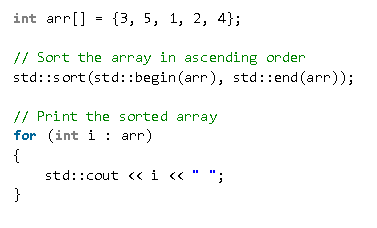 int arr[] = {3, 5, 1, 2, 4};
// Sort the array in ascending order
std::sort(std::begin(arr), std::end(arr));
// Print the sorted array
for (int i : arr)
{
    std::cout << i << " ";
}